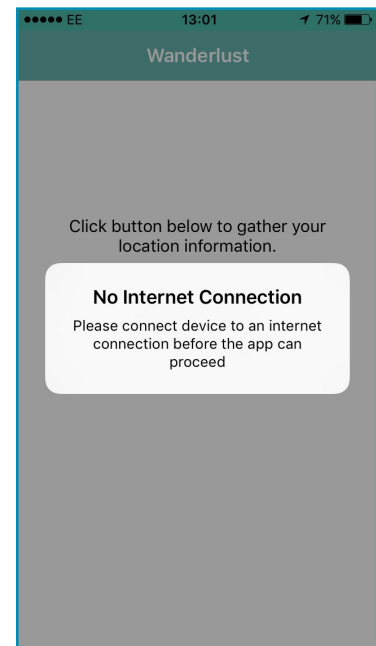 EE 13:01 71%
Wanderlust
Click button below to gather your
location information.
No Internet Connection
Please connect device to an internet
connection before the app can
proceed